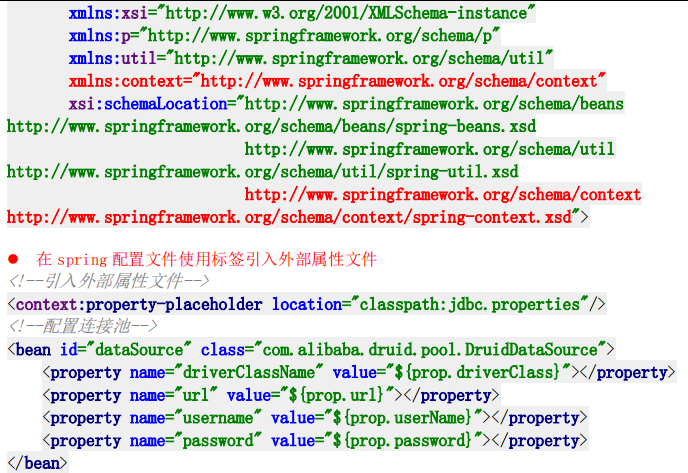 xmlns:xsi="http://www.w3.org/2001/XMLSchema-instance"
xmlns:p="http://www.springframework.org/schema/p"
xmlns:util="http://www.springframework.org/schema/util"
xmlns:context="http://www.springframework.org/schema/context"
xsi:schemaLocation="http://www.springframework.org/schema/beans
http://www.springframework.org/schema/beans/spring-beans.xsd
http://www.springframework.org/schema/util
http://www.springframework.org/schema/util/spring-util.xsd
http://www.springframework.org/schema/context
http://www.springframework.org/schema/context/spring-context.xsd">
● 在 spring 配置文件使用标签引入外部属性文件
<!--引入外部属性文件-->
<context:property-placeholder location="classpath:jdbc.properties"/>
<!--配置连接池-->
<bean id="dataSource" class="com.alibaba.druid.pool.DruidDataSource">
<property name="driverClassName" value="${prop.driverClass}"></property>
<property name="url" value="${prop.url}"></property>
<property name="username" value="${prop.userName}"></property>
<property name="password" value="${prop.password}"></property>
</bean>